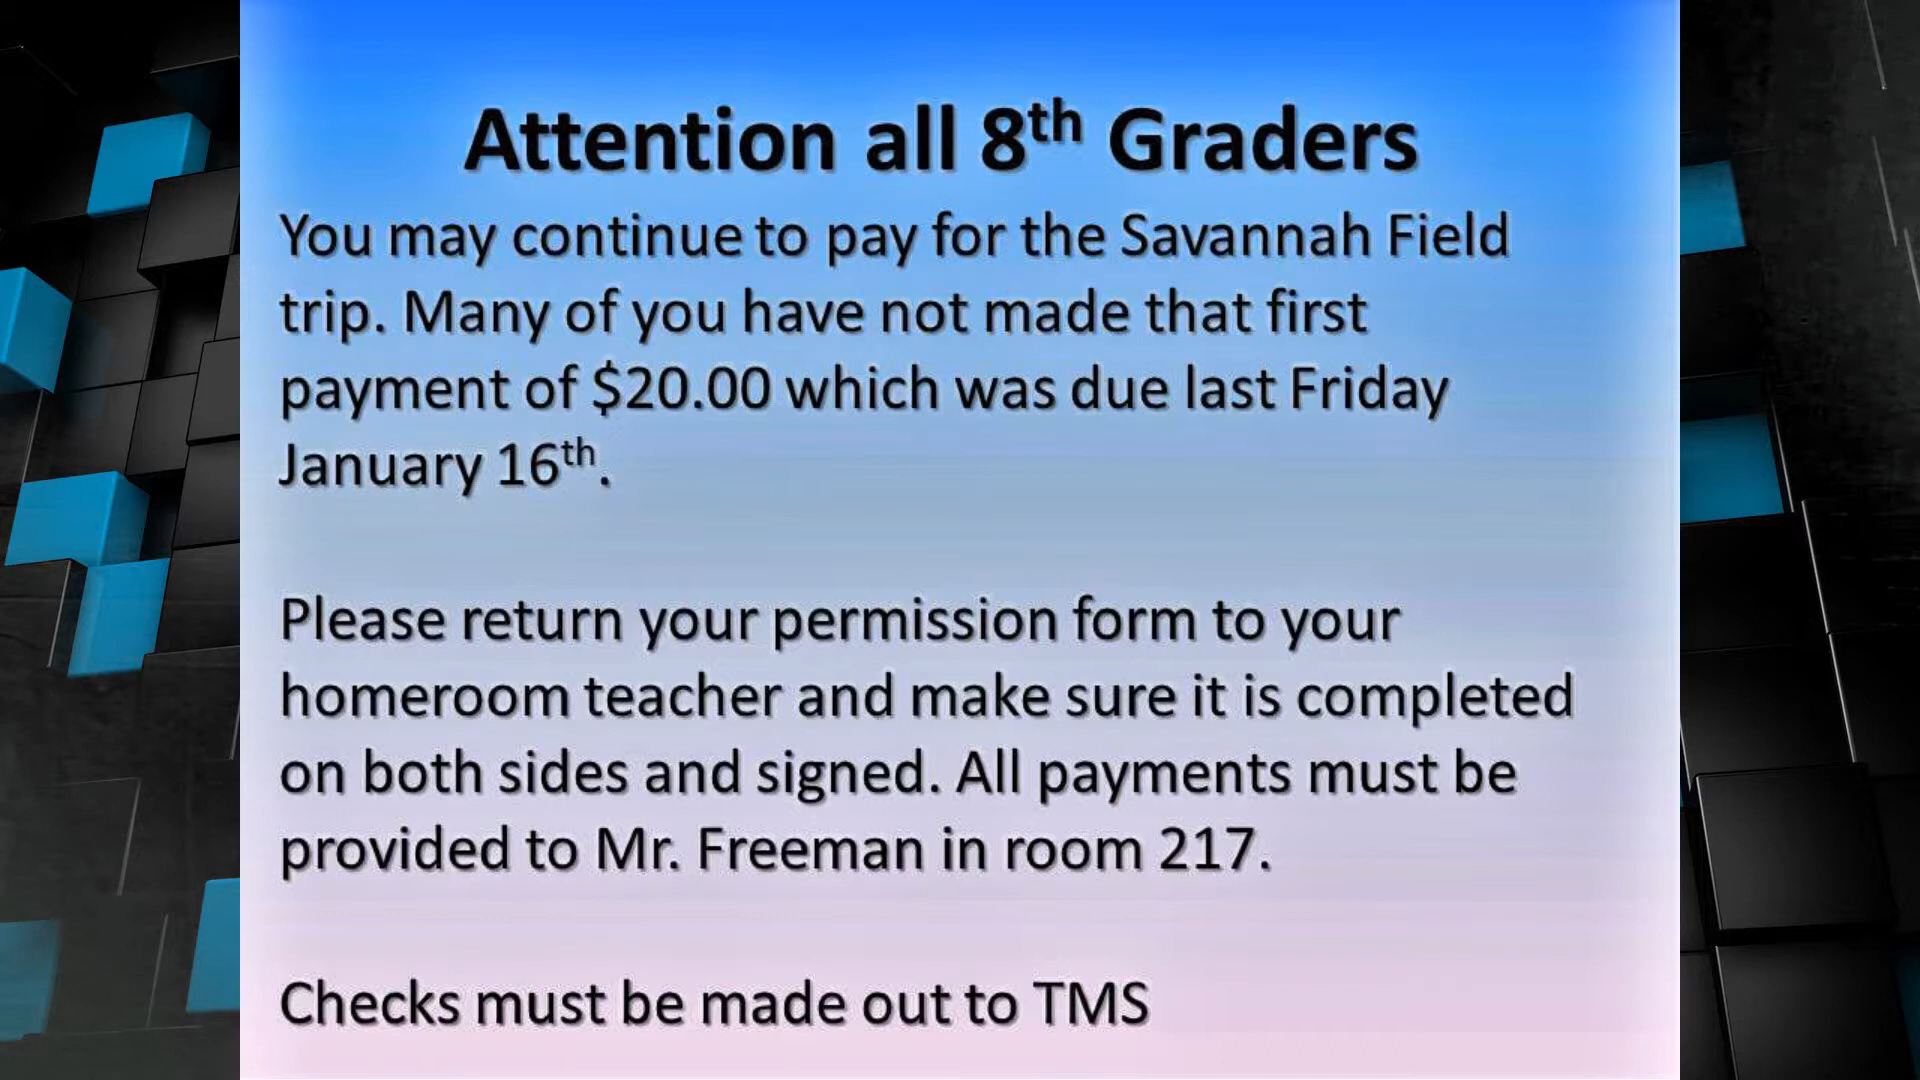 Attention all 8th Graders
You may continue to pay for the Savannah Field
trip. Many of you have not made that first
payment of $20.00 which was due last Friday
January 16th.
Please return your permission form to your
homeroom teacher and make sure it is completed
on both sides and signed. All payments must be
provided to Mr. Freeman in room 217.
Checks must be made out to TMS